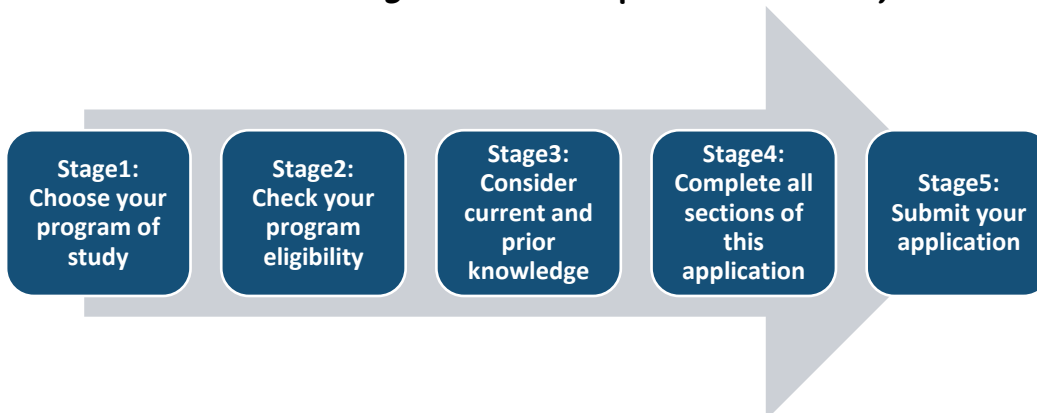 Stage1:
Choose your
program of
study
Stage2:
Check your
program
eligibility
Stage3:
Consider
current and
prior
knowledge
Stage4:
Complete all
sections of
this
application
Stage5:
Submit your
application